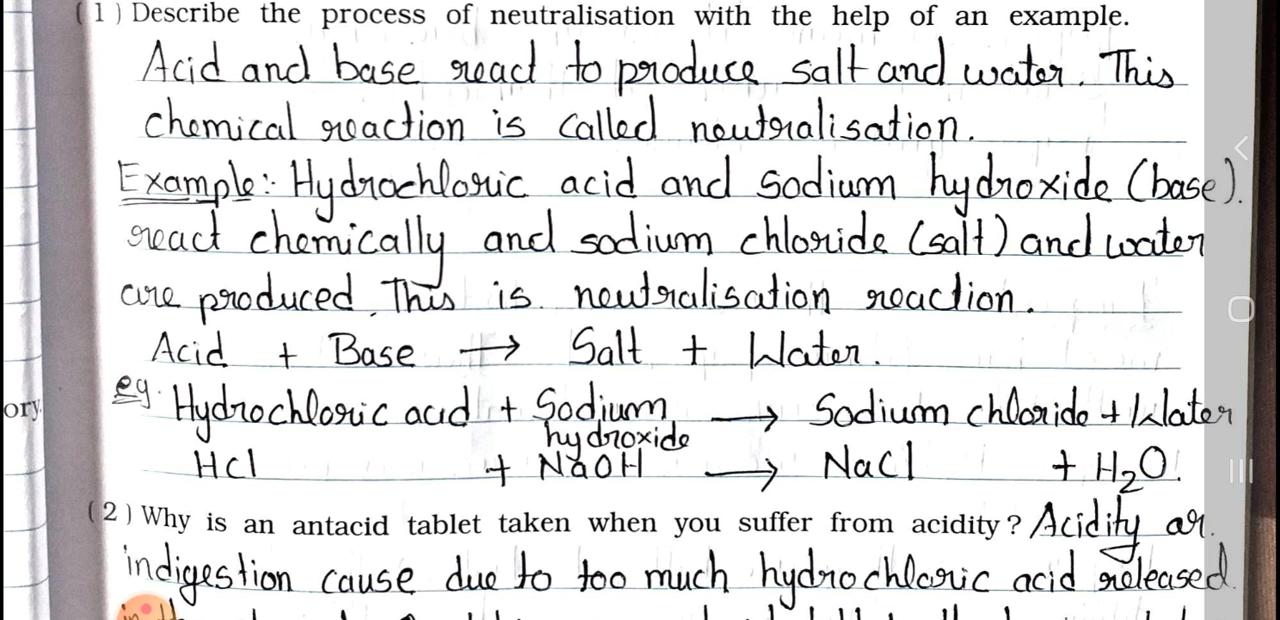 (1) Describe the process of neutralisation with the help of an example.
Acid and base react to produce salt and water. This
chemical reaction is called neutralisation.
Example:- Hydrochloric acid and sodium hydroxide (base).
react chemically and sodium chloride (salt) and water
are produced. This is neutralisation reaction.
Acid + Base → Salt + Water.
eg. Hydrochloric acid + Sodium hydroxide → Sodium chloride + Water
HCl + NaOH → NaCl + H₂O.
ory
(2) Why is an antacid tablet taken when you suffer from acidity? Acidity or
indigestion cause due to too much hydrochloric acid released